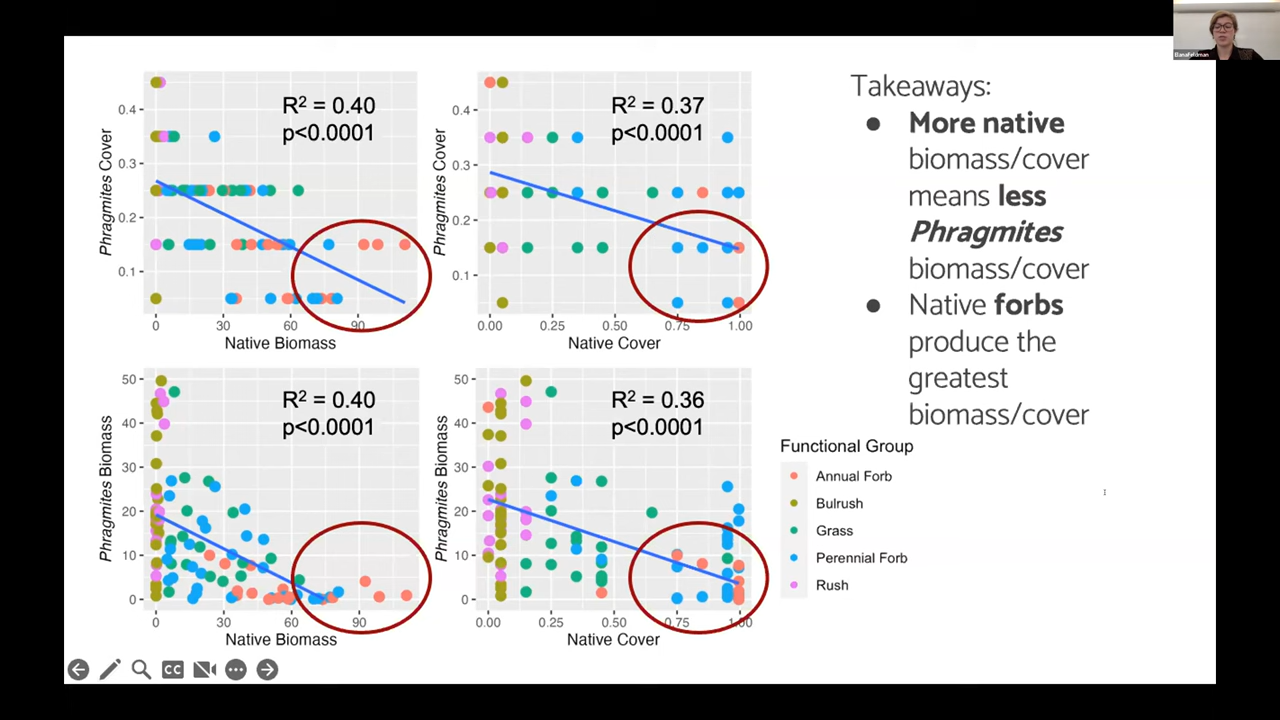 ElanaFeldman
Takeaways:
● More native
biomass/cover
means less
Phragmites
biomass/cover
● Native forbs
produce the
greatest
biomass/cover
R² = 0.40
p<0.0001
Phragmites Cover
0.4
0.3
0.2
0.1
0
30
60
90
Native Biomass
R² = 0.37
p<0.0001
Phragmites Cover
0.4
0.3
0.2
0.1
0.00
0.25
0.50
0.75
1.00
Native Cover
R² = 0.40
p<0.0001
Phragmites Biomass
50
40
30
20
10
0
0
30
60
90
Native Biomass
R² = 0.36
p<0.0001
Phragmites Biomass
50
40
30
20
10
0
0.00
0.25
0.50
0.75
1.00
Native Cover
Functional Group
Annual Forb
Bulrush
Grass
Perennial Forb
Rush
CC